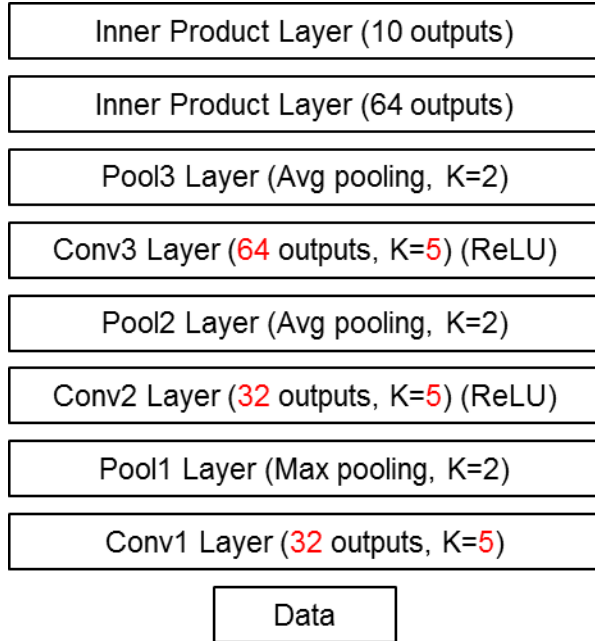 Inner Product Layer (10 outputs)
Inner Product Layer (64 outputs)
Pool3 Layer (Avg pooling, K=2)
Conv3 Layer (64 outputs, K=5) (ReLU)
Pool2 Layer (Avg pooling, K=2)
Conv2 Layer (32 outputs, K=5) (ReLU)
Pool1 Layer (Max pooling, K=2)
Conv1 Layer (32 outputs, K=5)
Data